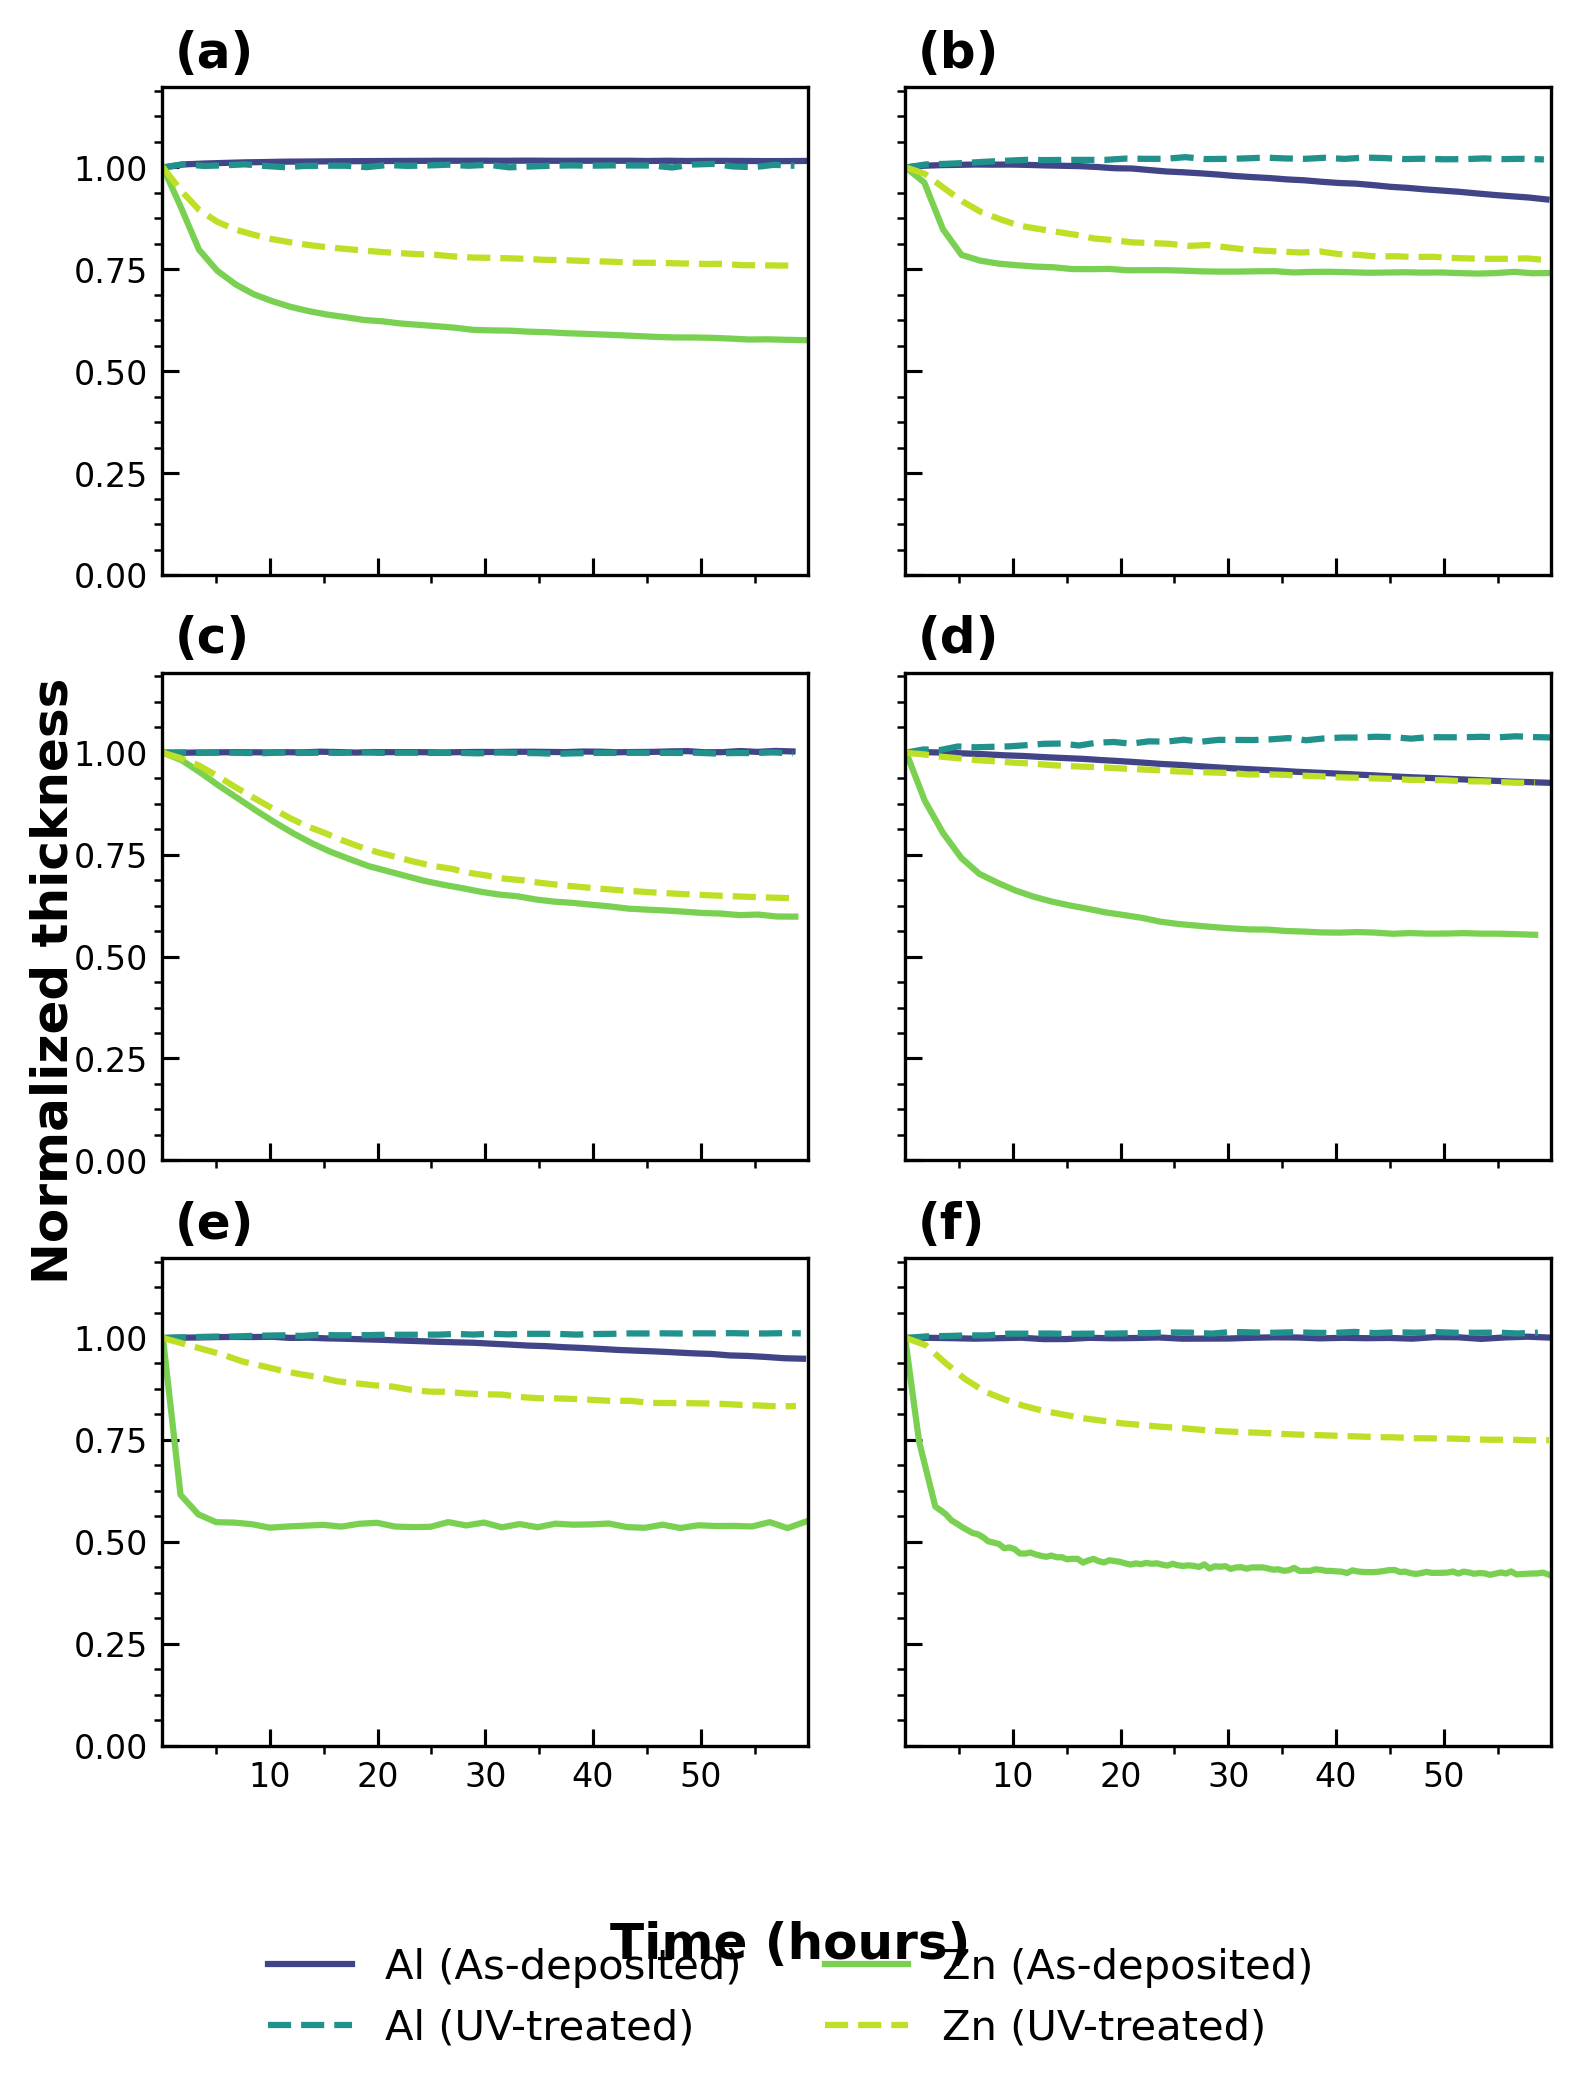 (a)
(b)
1.00
0.75
0.50
0.25
0.00
(c)
(d)
Normalized thickness
1.00
0.75
0.50
0.25
0.00
(e)
(f)
1.00
0.75
0.50
0.25
0.00
10 20 30 40 50
10 20 30 40 50
Time (hours)
Al (As-deposited)
Zn (As-deposited)
Al (UV-treated)
Zn (UV-treated)